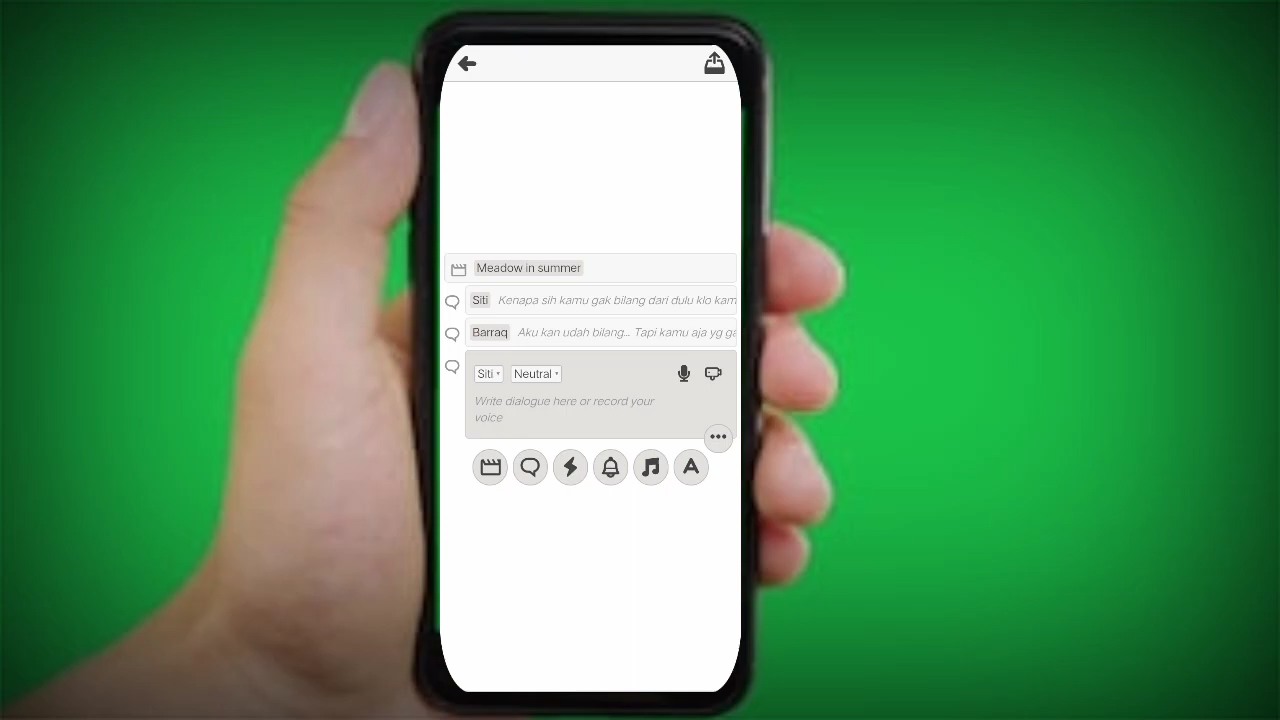 Meadow in summer
Siti Kenapa sih kamu gak bilang dari dulu klo kam
Barraq Aku kan udah bilang... Tapi kamu aja yg ga
Siti Neutral
Write dialogue here or record your
voice